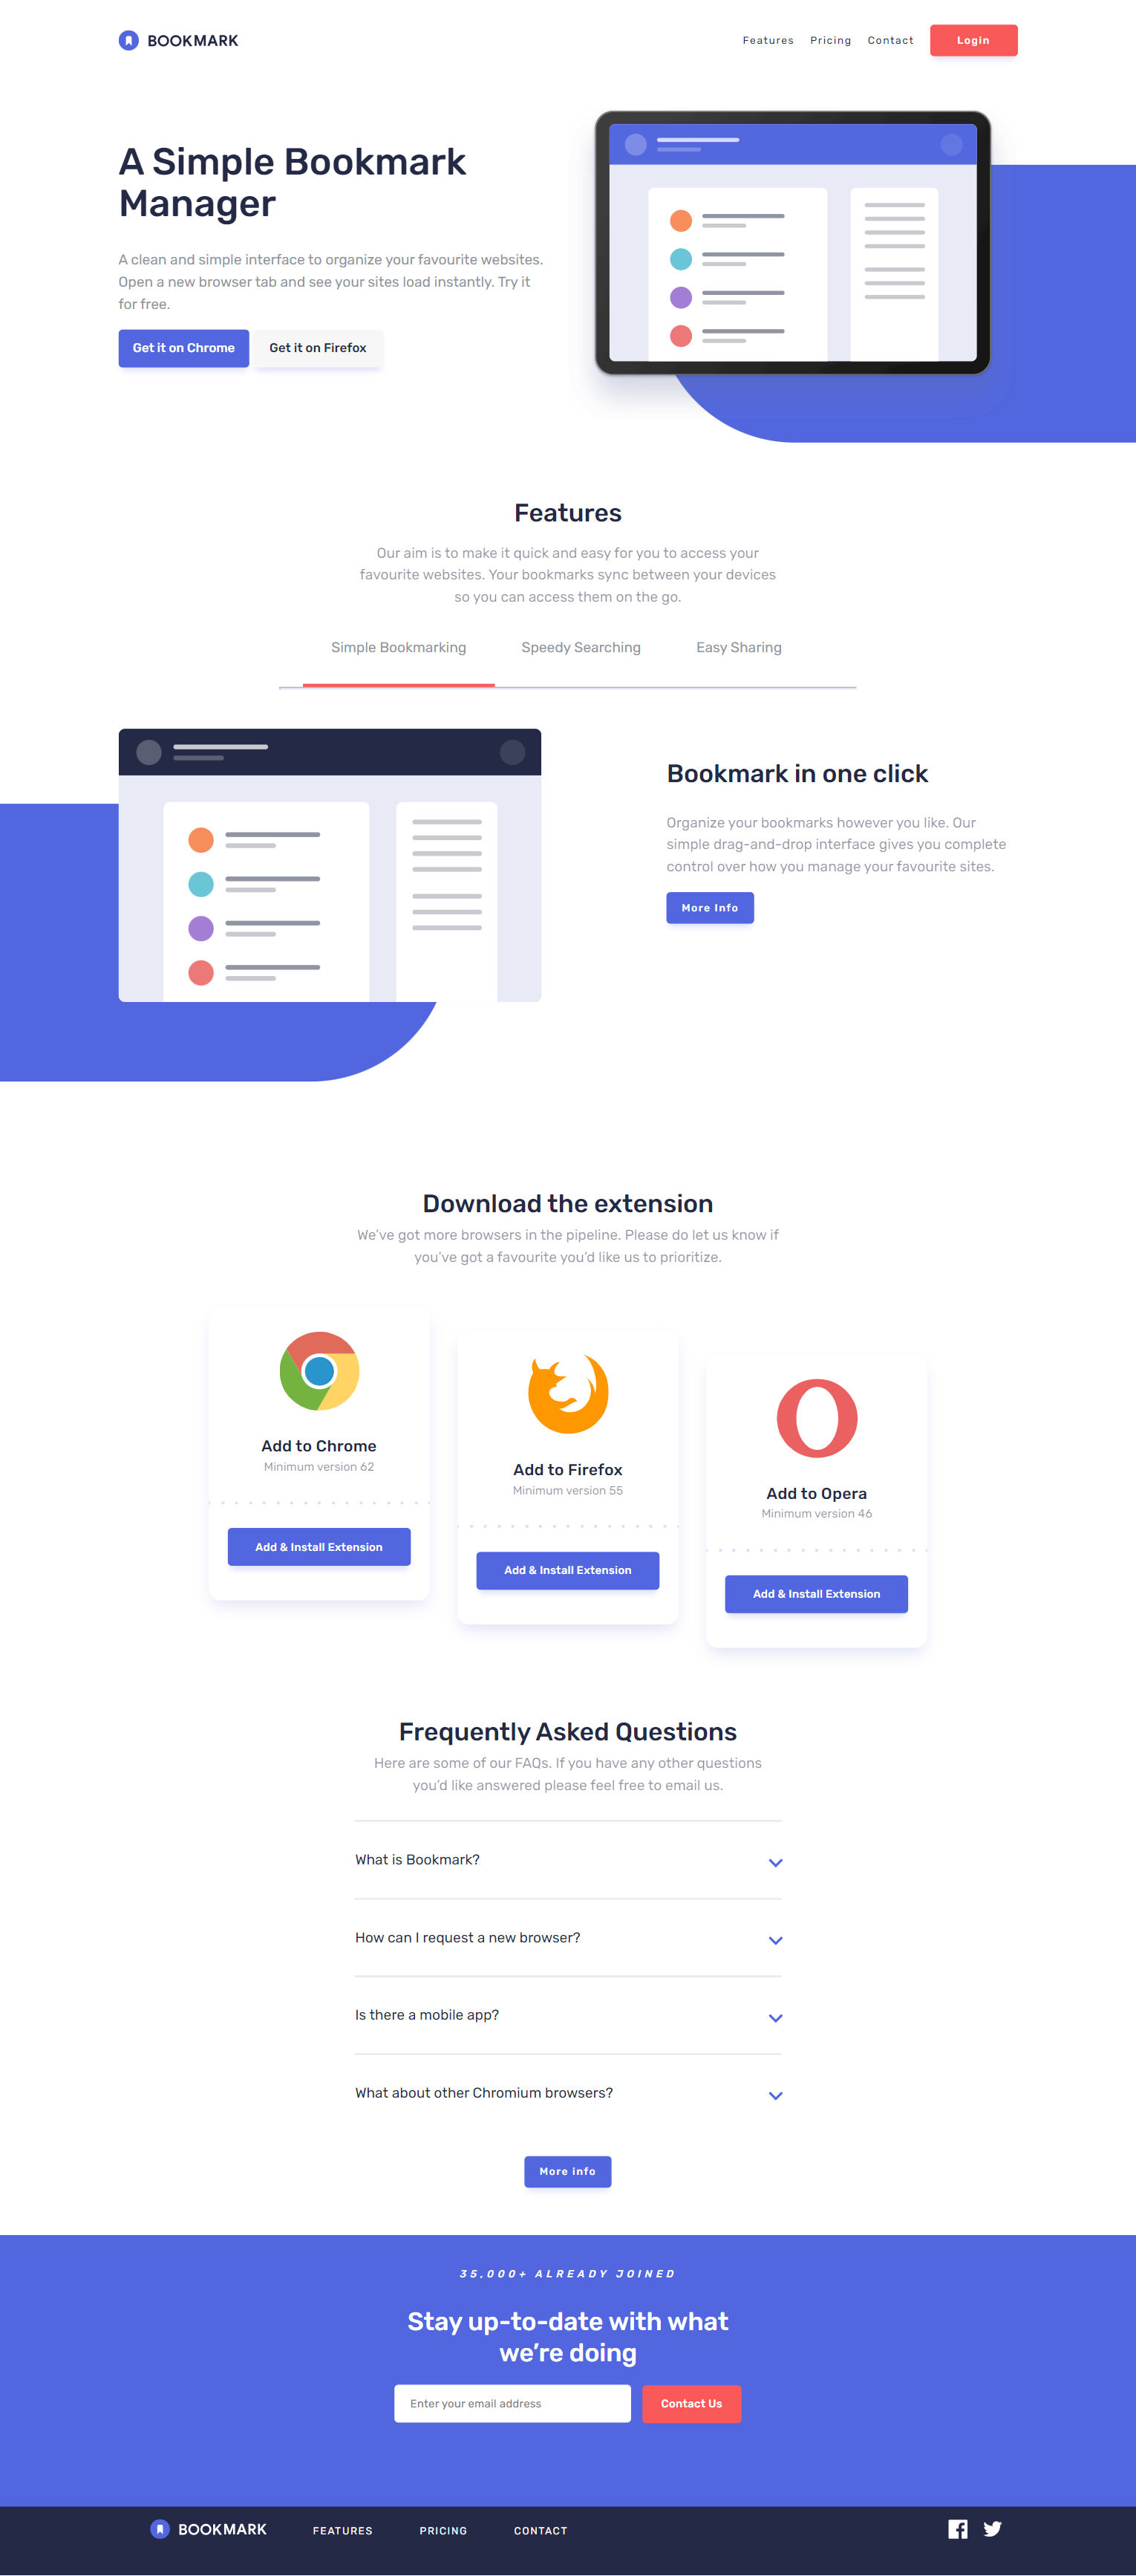 BOOKMARK
Features Pricing Contact Login
A Simple Bookmark
Manager
A clean and simple interface to organize your favourite websites.
Open a new browser tab and see your sites load instantly. Try it
for free.
Get it on Chrome Get it on Firefox
Features
Our aim is to make it quick and easy for you to access your
favourite websites. Your bookmarks sync between your devices
so you can access them on the go.
Simple Bookmarking Speedy Searching Easy Sharing
Bookmark in one click
Organize your bookmarks however you like. Our
simple drag-and-drop interface gives you complete
control over how you manage your favourite sites.
More Info
Download the extension
We've got more browsers in the pipeline. Please do let us know if
you've got a favourite you'd like us to prioritize.
Add to Chrome
Minimum version 62
Add & Install Extension
Add to Firefox
Minimum version 55
Add & Install Extension
Add to Opera
Minimum version 46
Add & Install Extension
Frequently Asked Questions
Here are some of our FAQs. If you have any other questions
you'd like answered please feel free to email us.
What is Bookmark?
How can I request a new browser?
Is there a mobile app?
What about other Chromium browsers?
More info
35,000+ ALREADY JOINED
Stay up-to-date with what
we're doing
Enter your email address Contact Us
BOOKMARK FEATURES PRICING CONTACT